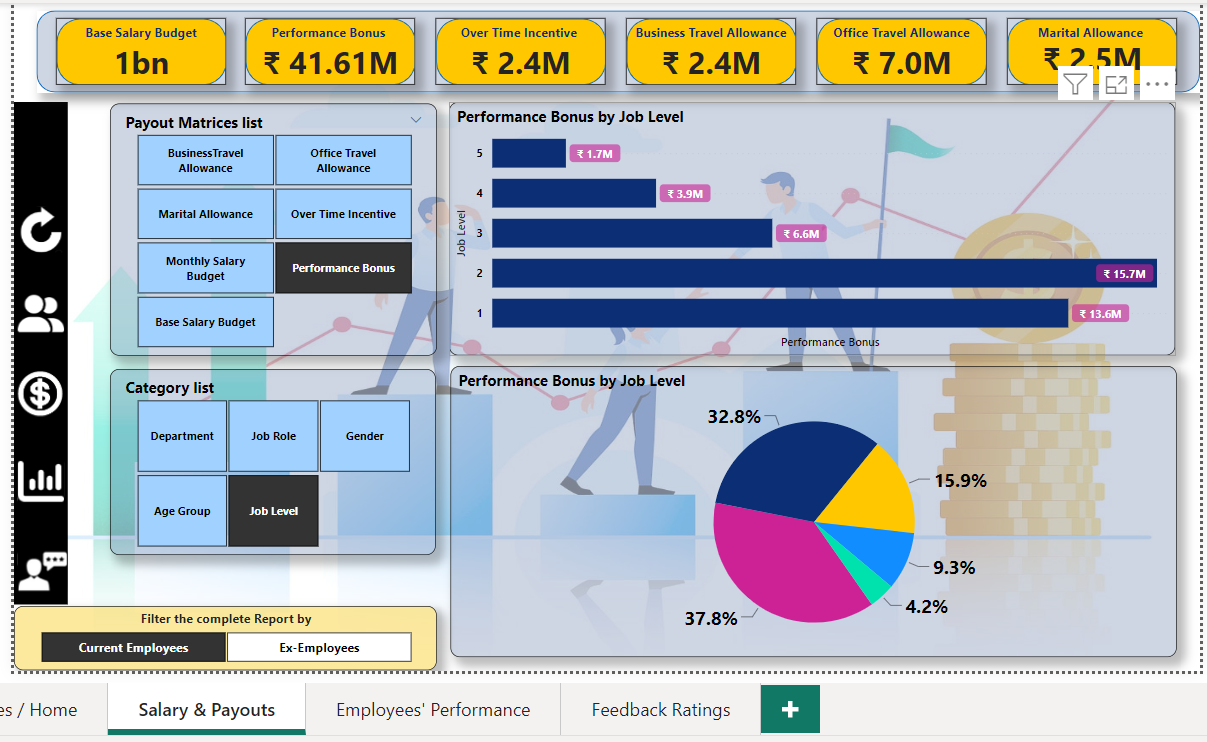 Base Salary Budget
1bn
Performance Bonus
₹ 41.61M
Over Time Incentive
₹ 2.4M
Business Travel Allowance
₹ 2.4M
Office Travel Allowance
₹ 7.0M
Marital Allowance
₹ 2.5M
Payout Matrices list
BusinessTravel
Allowance
Office Travel
Allowance
Marital Allowance
Over Time Incentive
Monthly Salary
Budget
Performance Bonus
Base Salary Budget
Performance Bonus by Job Level
Job Level
5
₹ 1.7M
4
₹ 3.9M
3
₹ 6.6M
2
₹ 15.7M
1
₹ 13.6M
Performance Bonus
Category list
Department
Job Role
Gender
Age Group
Job Level
Performance Bonus by Job Level
32.8%
15.9%
9.3%
4.2%
37.8%
Filter the complete Report by
Current Employees
Ex-Employees
es / Home
Salary & Payouts
Employees' Performance
Feedback Ratings
+